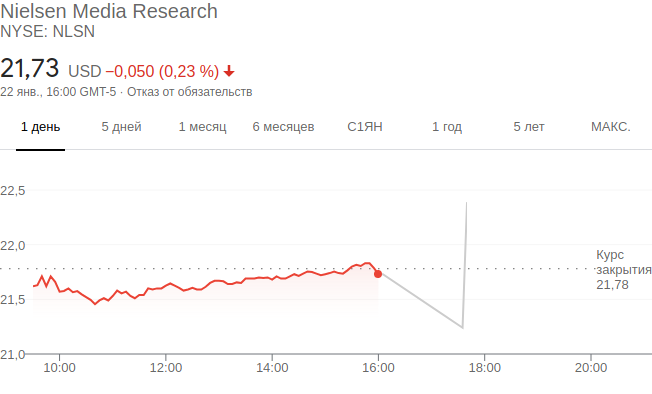 Nielsen Media Research
NYSE: NLSN
21,73 USD −0,050 (0,23 %)
22 янв., 16:00 GMT-5 · Отказ от обязательств
1 день 5 дней 1 месяц 6 месяцев С1ЯН 1 год 5 лет МАКС.
22,5
22,0
Курс
закрытия
21,78
21,5
21,0
10:00 12:00 14:00 16:00 18:00 20:00